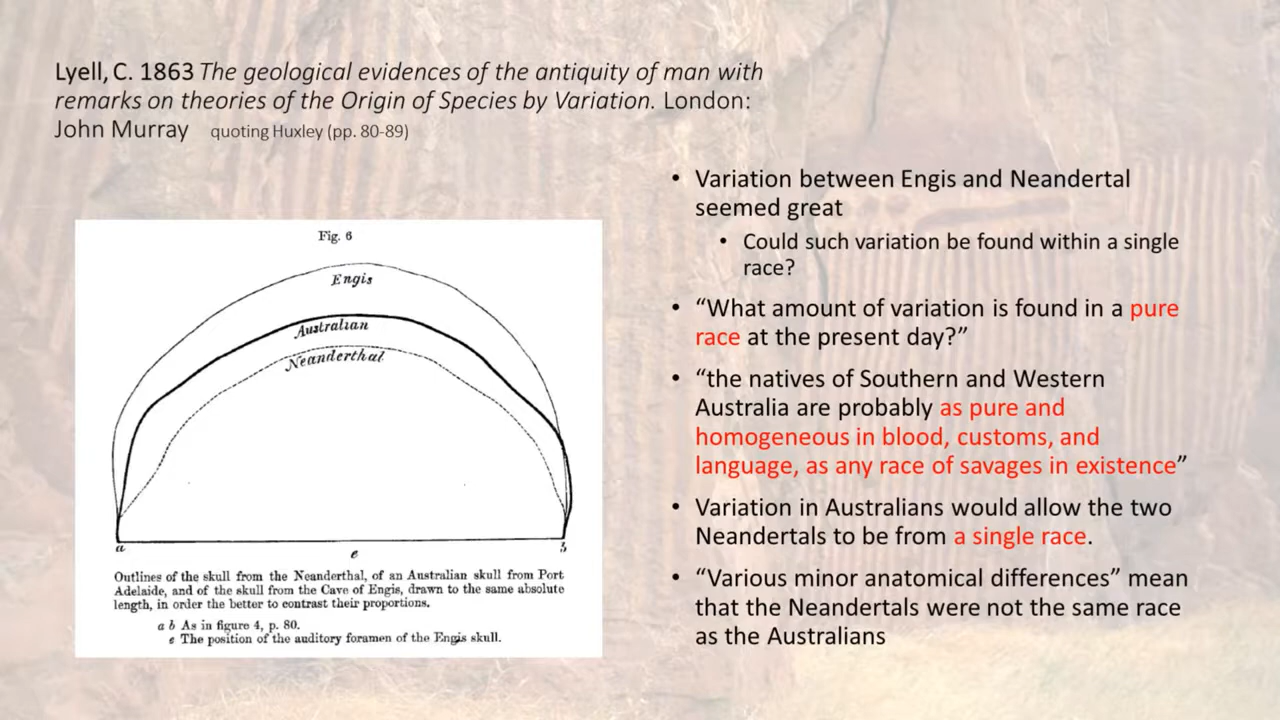 Lyell, C. 1863 The geological evidences of the antiquity of man with
remarks on theories of the Origin of Species by Variation. London:
John Murray quoting Huxley (pp. 80-89)
Fig. 6
Engis
Australian
Neanderthal
a
e
b
Outlines of the skull from the Neanderthal, of an Australian skull from Port
Adelaide, and of the skull from the Cave of Engis, drawn to the same absolute
length, in order the better to contrast their proportions.
a b As in figure 4, p. 80.
e The position of the auditory foramen of the Engis skull.
• Variation between Engis and Neandertal
seemed great
• Could such variation be found within a single
race?
• “What amount of variation is found in a pure
race at the present day?”
• “the natives of Southern and Western
Australia are probably as pure and
homogeneous in blood, customs, and
language, as any race of savages in existence”
• Variation in Australians would allow the two
Neandertals to be from a single race.
• “Various minor anatomical differences” mean
that the Neandertals were not the same race
as the Australians